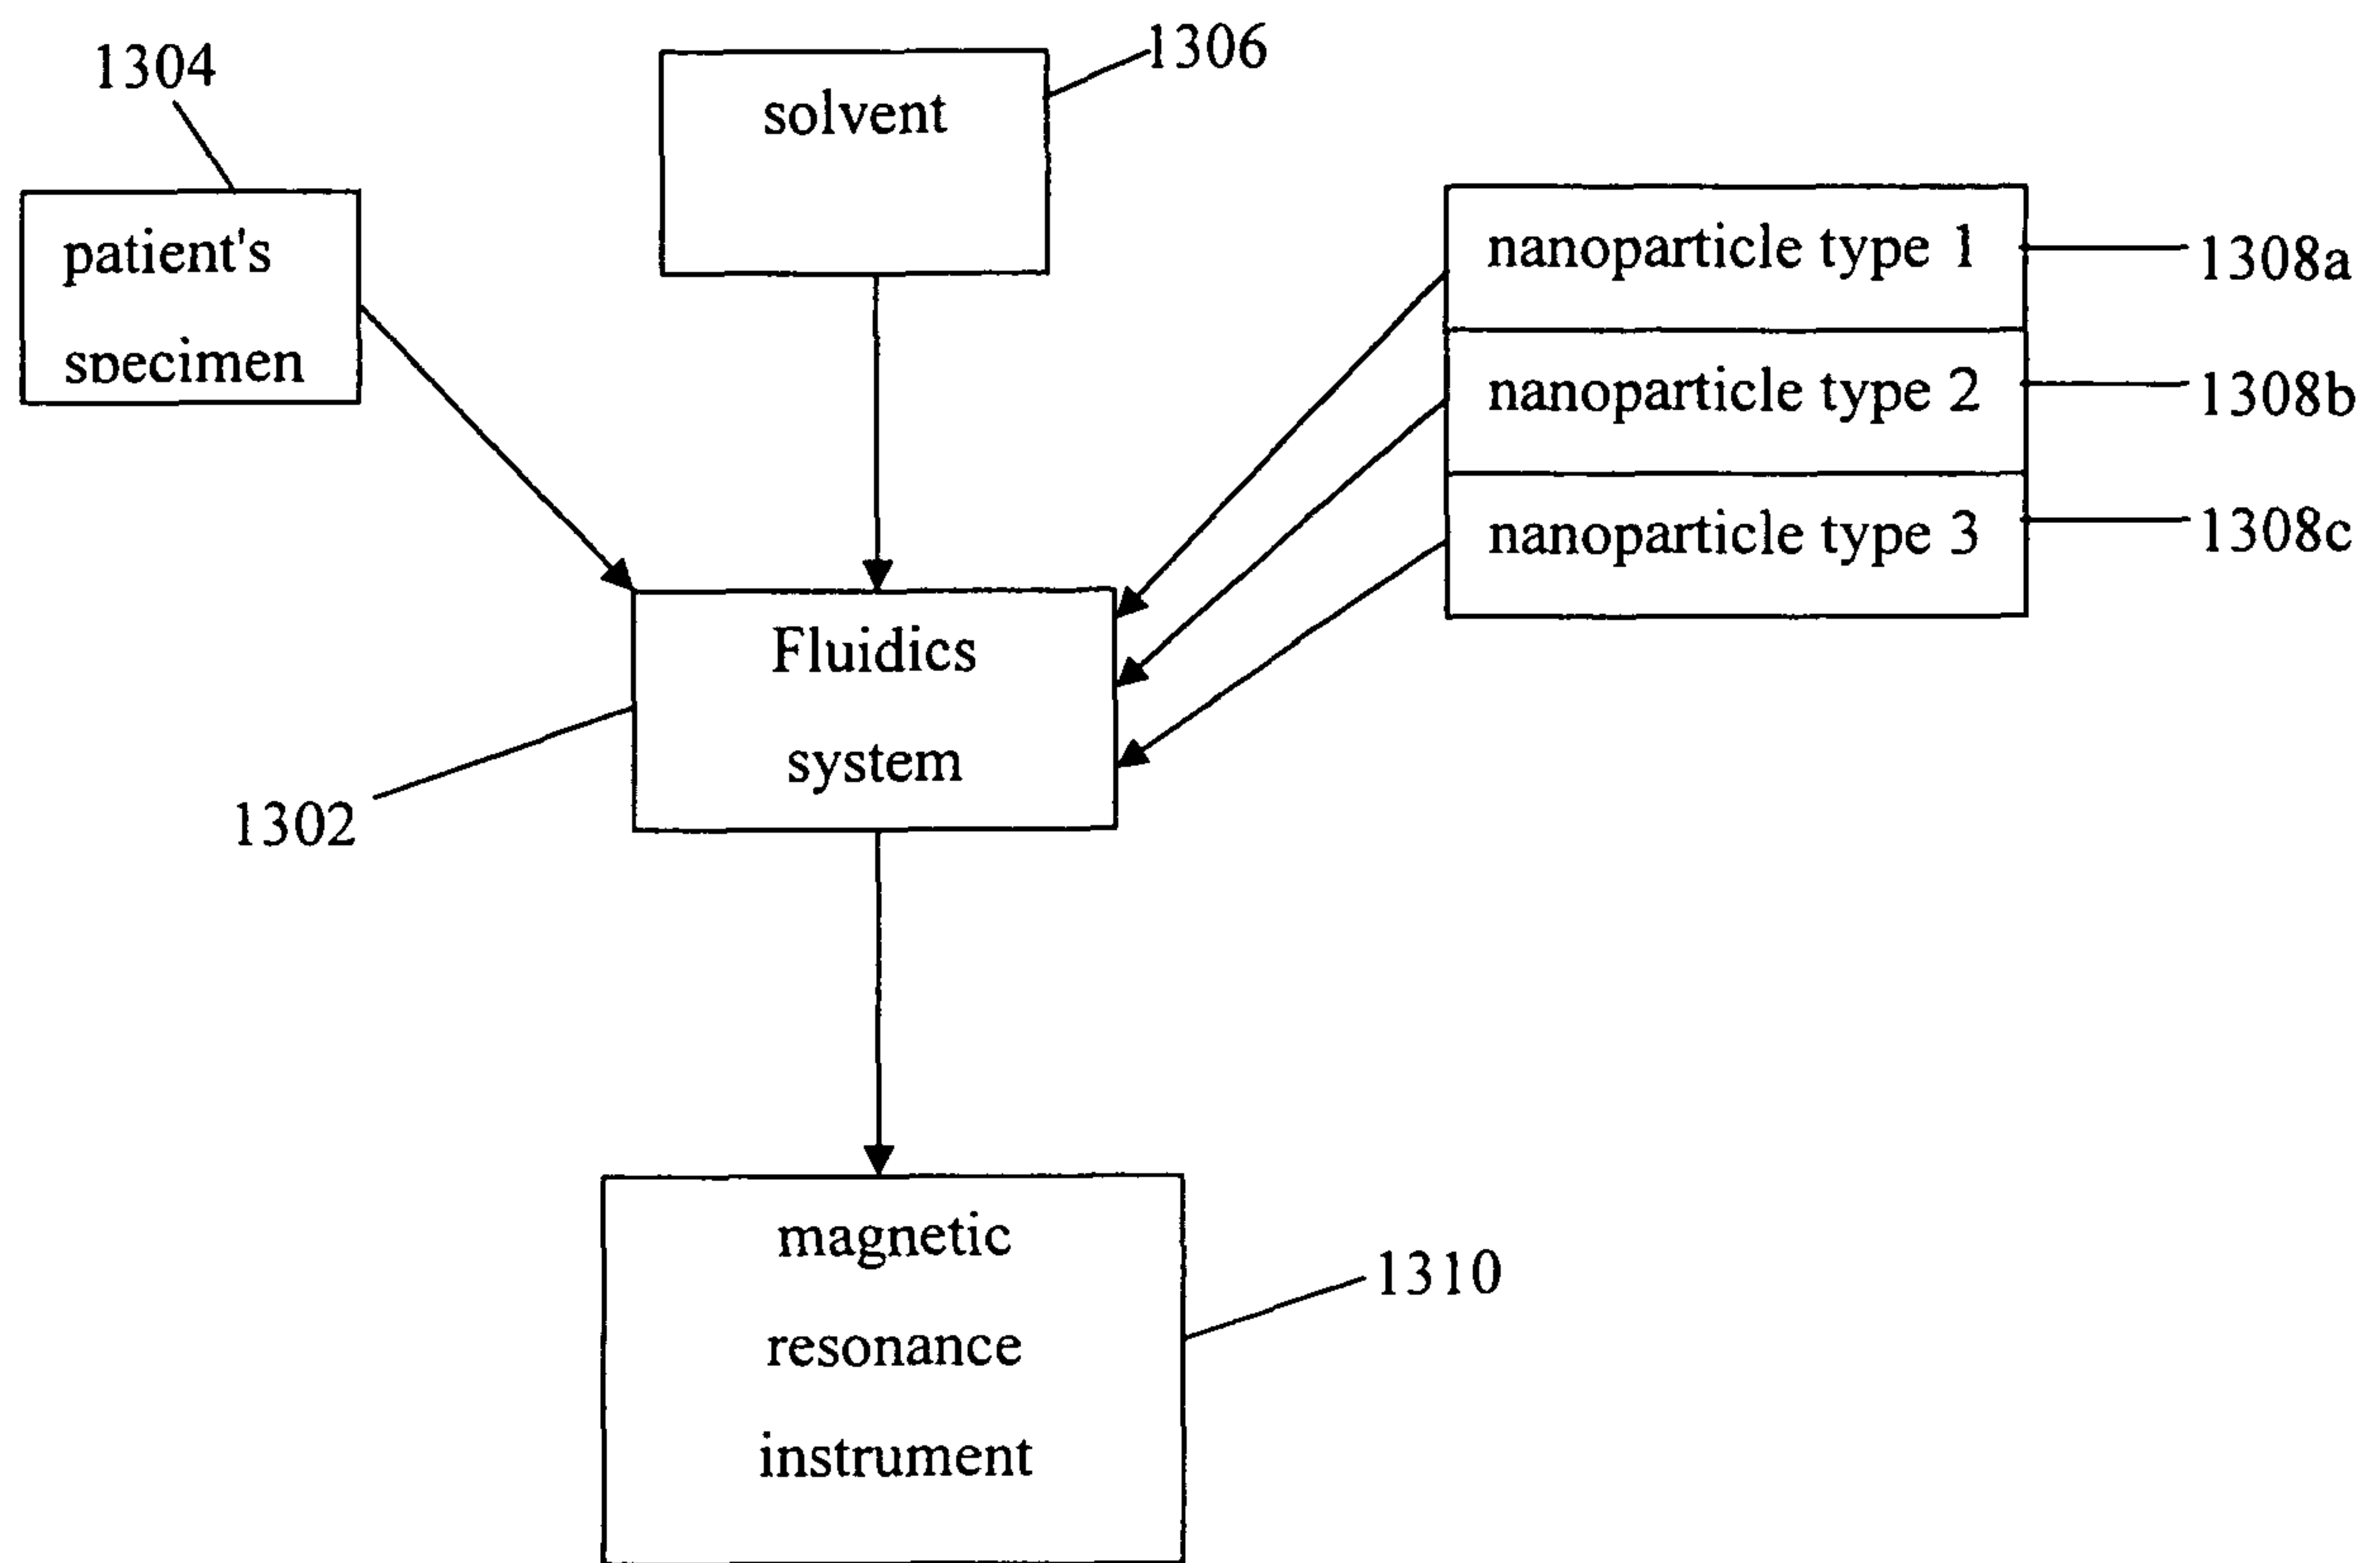 1304
1306
solvent
patient's
specimen
nanoparticle type 1
1308a
nanoparticle type 2
1308b
nanoparticle type 3
1308c
Fluidics
system
1302
magnetic
resonance
instrument
1310